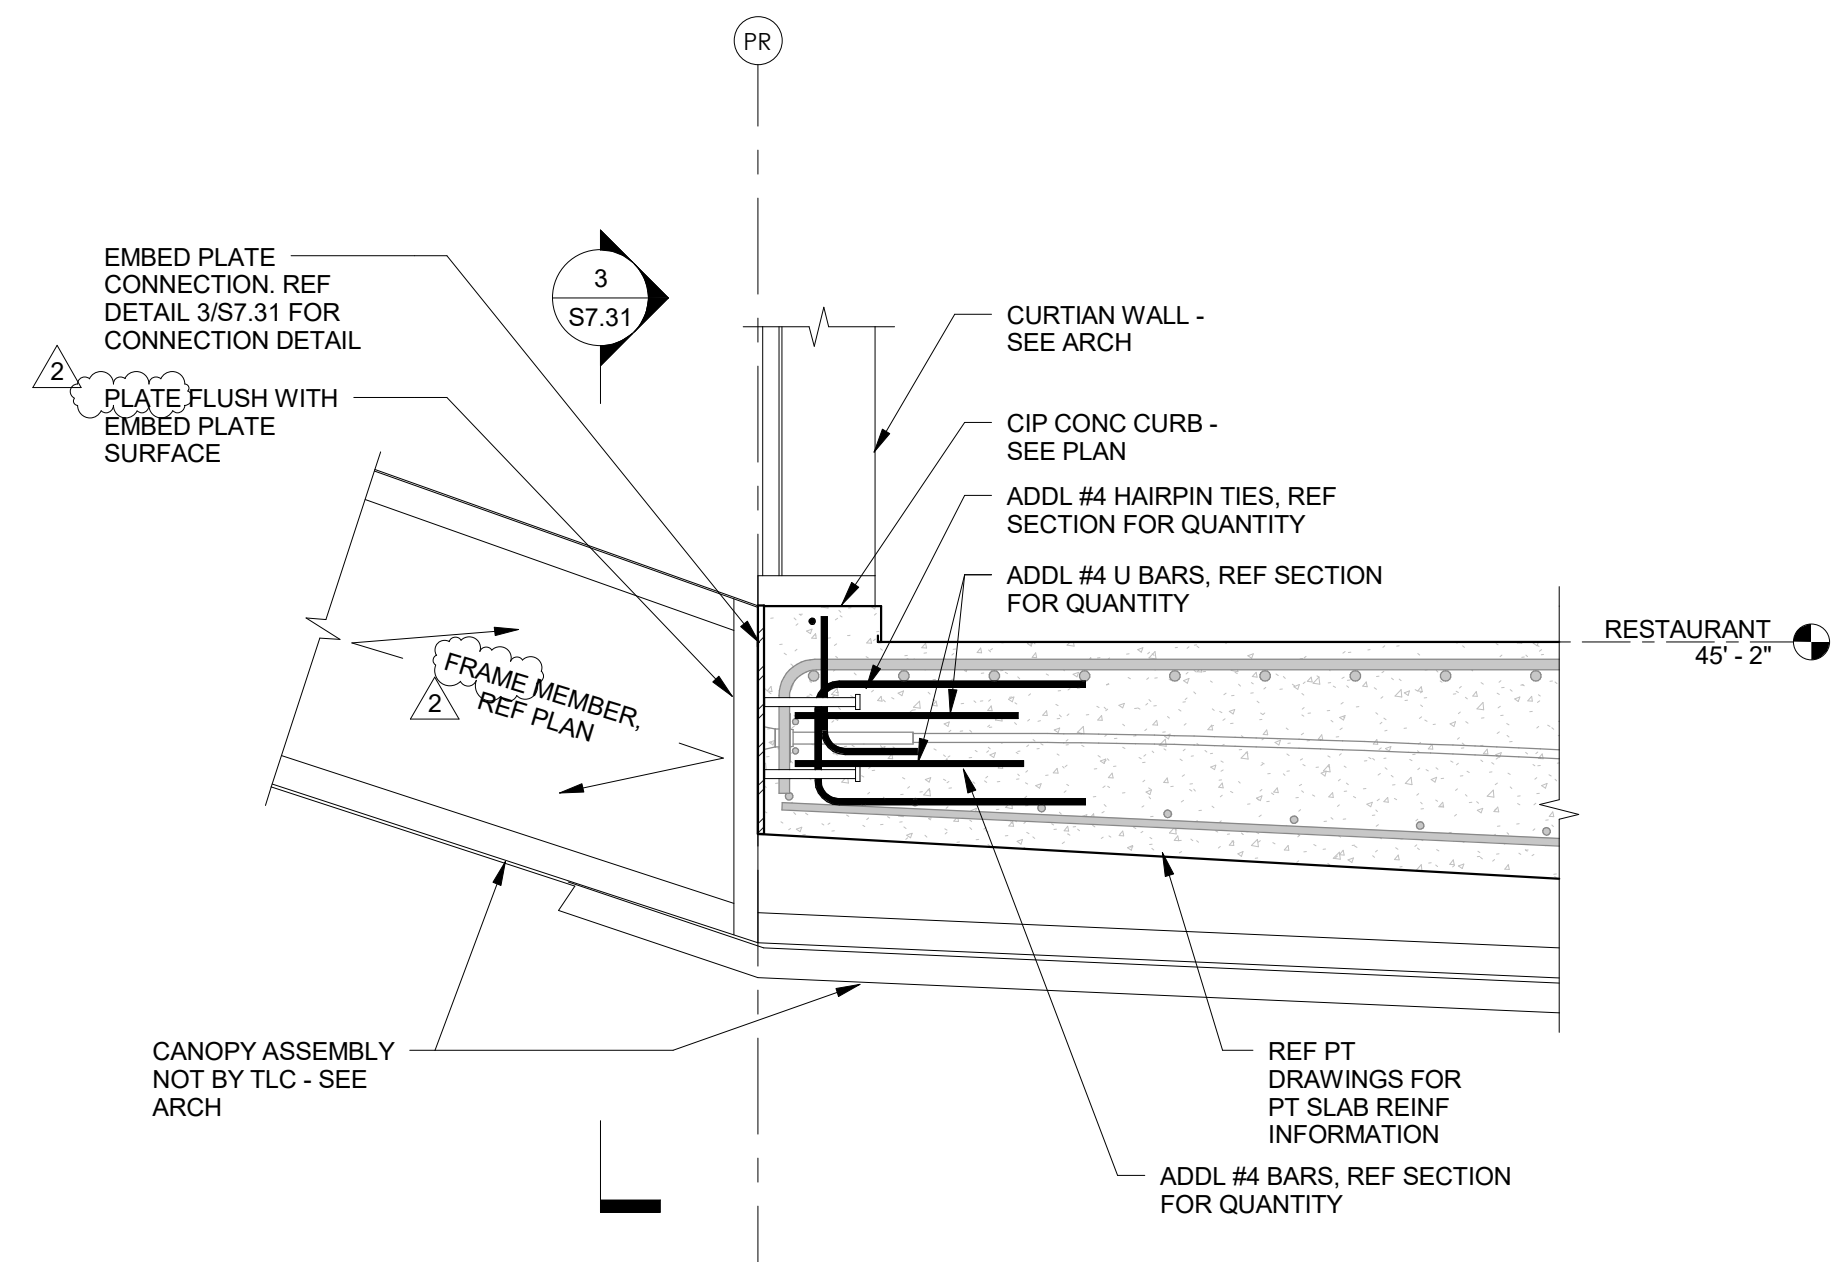 PR
EMBED PLATE
CONNECTION. REF
DETAIL 3/S7.31 FOR
CONNECTION DETAIL
2
PLATE FLUSH WITH
EMBED PLATE
SURFACE
3
S7.31
CURTIAN WALL -
SEE ARCH
CIP CONC CURB -
SEE PLAN
ADDL #4 HAIRPIN TIES, REF
SECTION FOR QUANTITY
ADDL #4 U BARS, REF SECTION
FOR QUANTITY
RESTAURANT
45' - 2"
FRAME MEMBER,
REF PLAN
2
CANOPY ASSEMBLY
NOT BY TLC - SEE
ARCH
REF PT
DRAWINGS FOR
PT SLAB REINF
INFORMATION
ADDL #4 BARS, REF SECTION
FOR QUANTITY